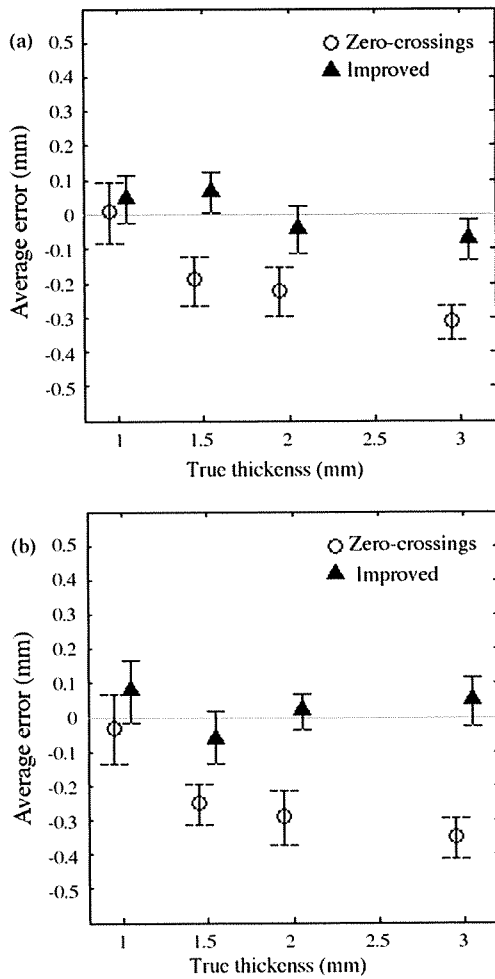 (a)
Zero-crossings
Improved
Average error (mm)
0.5
0.4
0.3
0.2
0.1
0
-0.1
-0.2
-0.3
-0.4
-0.5
1 1.5 2 2.5 3
True thickenss (mm)
(b)
Zero-crossings
Improved
Average error (mm)
0.5
0.4
0.3
0.2
0.1
0
-0.1
-0.2
-0.3
-0.4
-0.5
1 1.5 2 2.5 3
True thickenss (mm)